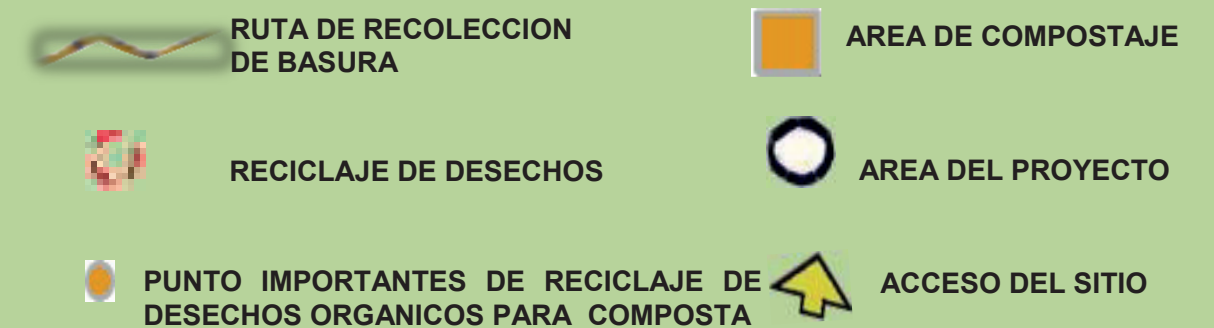 RUTA DE RECOLECCION
DE BASURA
AREA DE COMPOSTAJE
RECICLAJE DE DESECHOS
AREA DEL PROYECTO
PUNTO IMPORTANTES DE RECICLAJE DE
DESECHOS ORGANICOS PARA COMPOSTA
ACCESO DEL SITIO